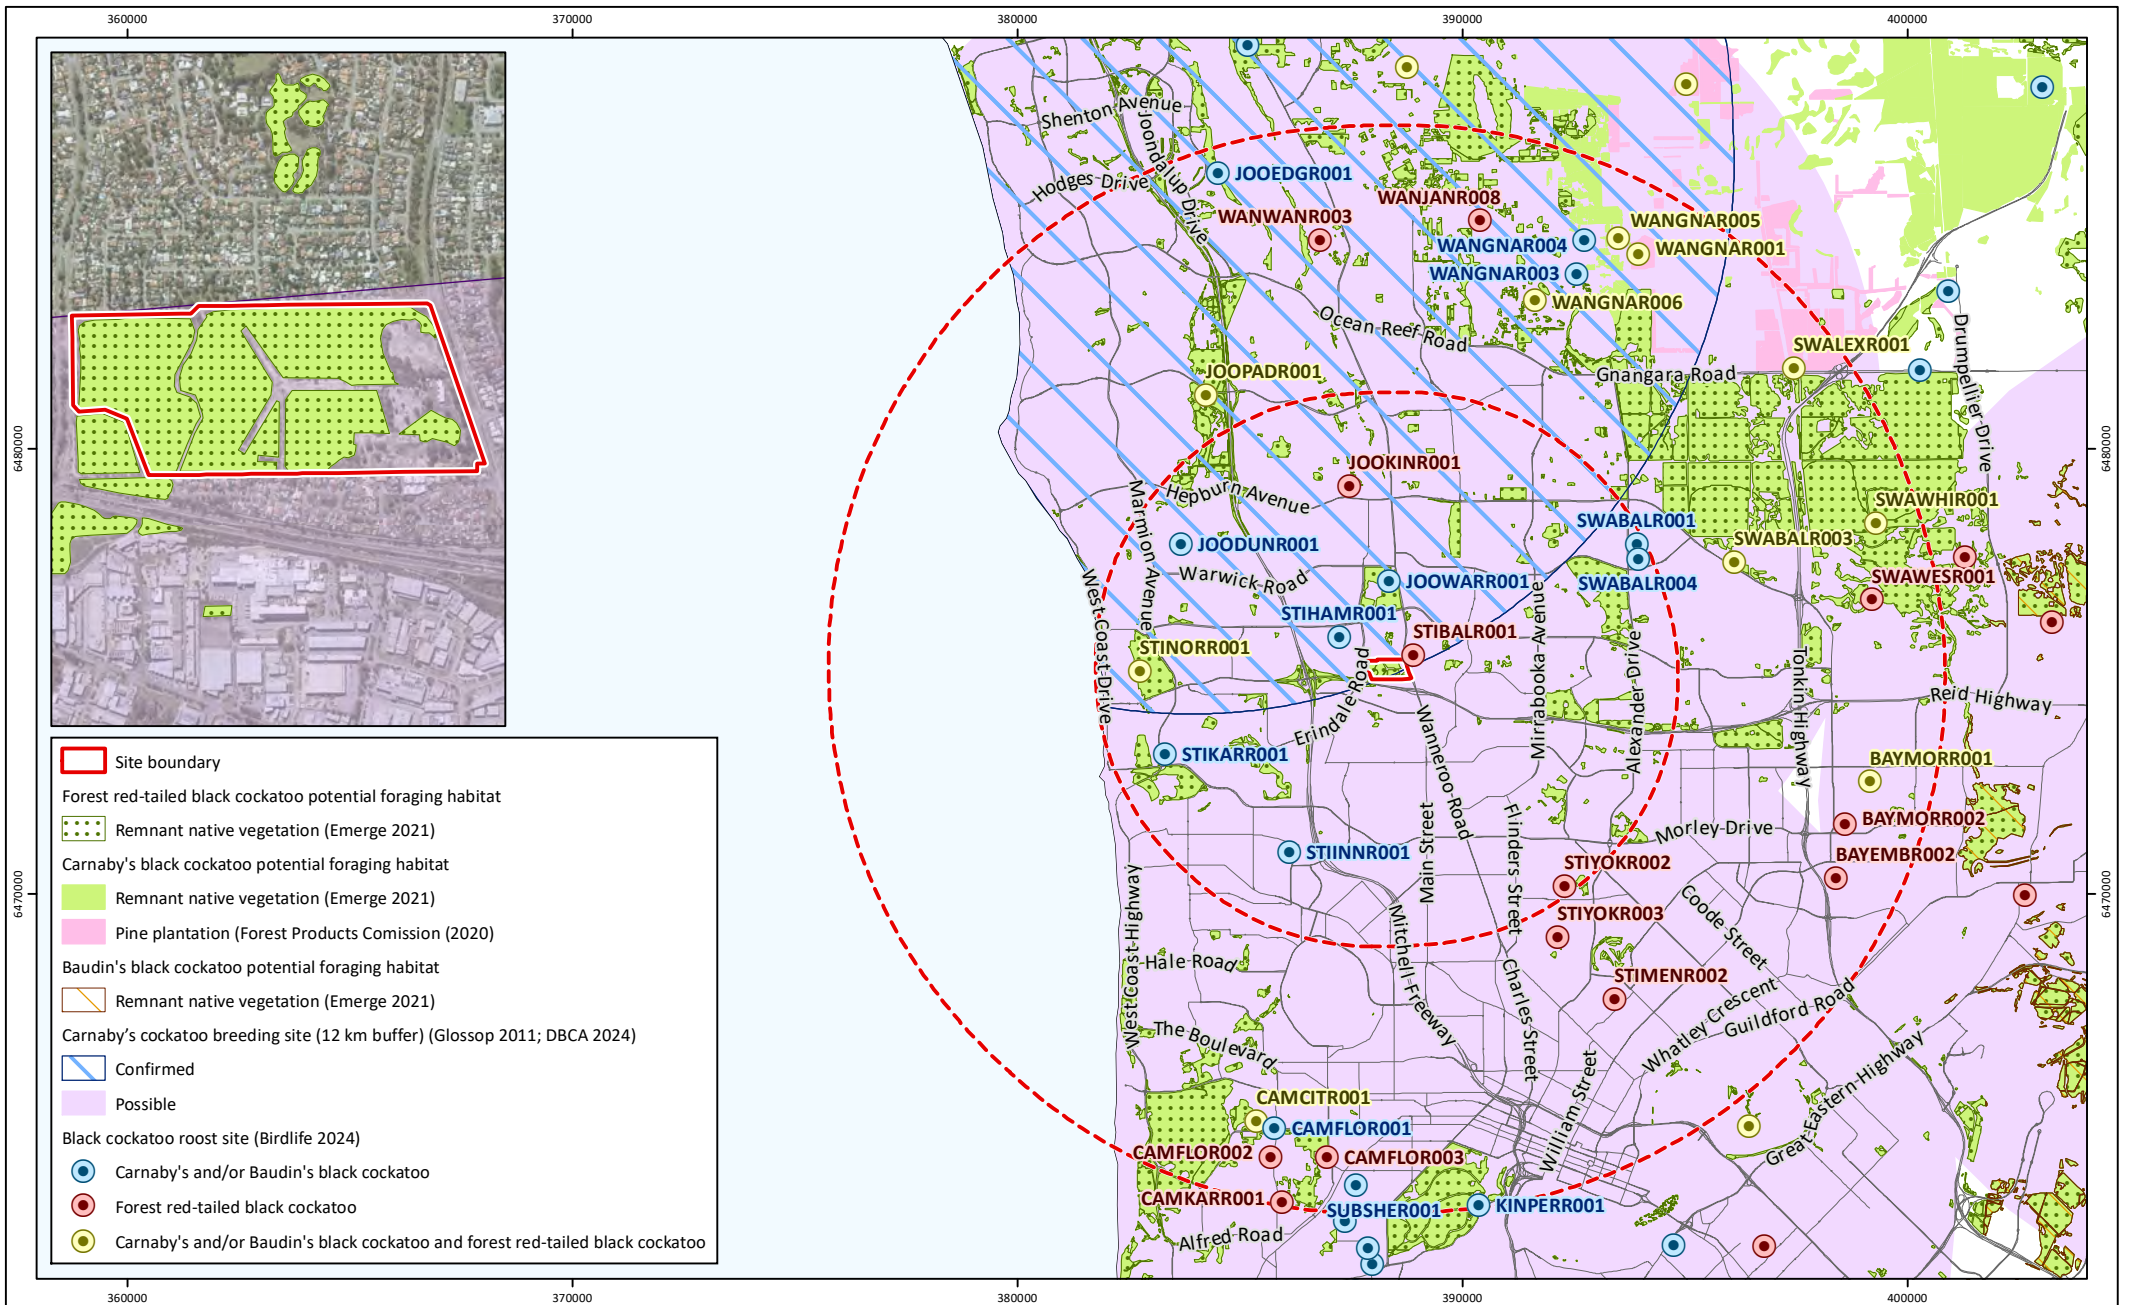 360000
370000
380000
390000
400000
Shenton Avenue
Joondalup Drive
Hodges Drive
JOOEDGR001
WANWANR003
WANJANR008
WANGNAR005
WANGNAR004
WANGNAR001
WANGNAR003
WANGNAR006
Ocean Reef Road
Drumpellier Drive
SWALEXR001
JOOPADR001
Gnangara Road
6480000
6480000
JOOKINR001
Hepburn Avenue
Marmion Avenue
SWAWHIR001
SWABALR001
SWABALR003
JOODUNR001
Warwick Road
JOOWARR001
SWABALR004
SWAWESR001
West Coast Drive
STIHAMR001
STIBALR001
STINORR001
Mirrabooka Avenue
Alexander Drive
Tonkin Highway
Reid Highway
Erindale Road
Wanneroo Road
STIKARR001
BAYMORR001
BAYMORR002
Main Street
Flinders Street
Morley Drive
STIINNR001
STIYOKR002
BAYEMBR002
6470000
6470000
West Coast Highway
STIYOKR003
Coode Street
Mitchell Freeway
Hale Road
Charles Street
STIMENR002
Whatley Crescent
Guildford Road
The Boulevard
William Street
Great Eastern Highway
CAMCITR001
CAMFLOR001
CAMFLOR002
CAMFLOR003
CAMKARR001
SUBSHER001
KINPERR001
Alfred Road
Site boundary
Forest red-tailed black cockatoo potential foraging habitat
Remnant native vegetation (Emerge 2021)
Carnaby's black cockatoo potential foraging habitat
Remnant native vegetation (Emerge 2021)
Pine plantation (Forest Products Comission (2020)
Baudin's black cockatoo potential foraging habitat
Remnant native vegetation (Emerge 2021)
Carnaby’s cockatoo breeding site (12 km buffer) (Glossop 2011; DBCA 2024)
Confirmed
Possible
Black cockatoo roost site (Birdlife 2024)
Carnaby's and/or Baudin's black cockatoo
Forest red-tailed black cockatoo
Carnaby's and/or Baudin's black cockatoo and forest red-tailed black cockatoo
360000
370000
380000
390000
400000